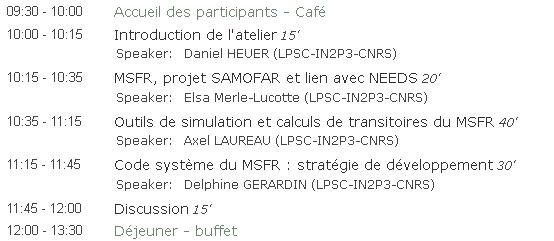 09:30 - 10:00 Accueil des participants - Café
10:00 - 10:15 Introduction de l'atelier 15'
Speaker: Daniel HEUER (LPSC-IN2P3-CNRS)
10:15 - 10:35 MSFR, projet SAMOFAR et lien avec NEEDS 20'
Speaker: Elsa Merle-Lucotte (LPSC-IN2P3-CNRS)
10:35 - 11:15 Outils de simulation et calculs de transitoires du MSFR 40'
Speaker: Axel LAUREAU (LPSC-IN2P3-CNRS)
11:15 - 11:45 Code système du MSFR : stratégie de développement 30'
Speaker: Delphine GERARDIN (LPSC-IN2P3-CNRS)
11:45 - 12:00 Discussion 15'
12:00 - 13:30 Déjeuner - buffet